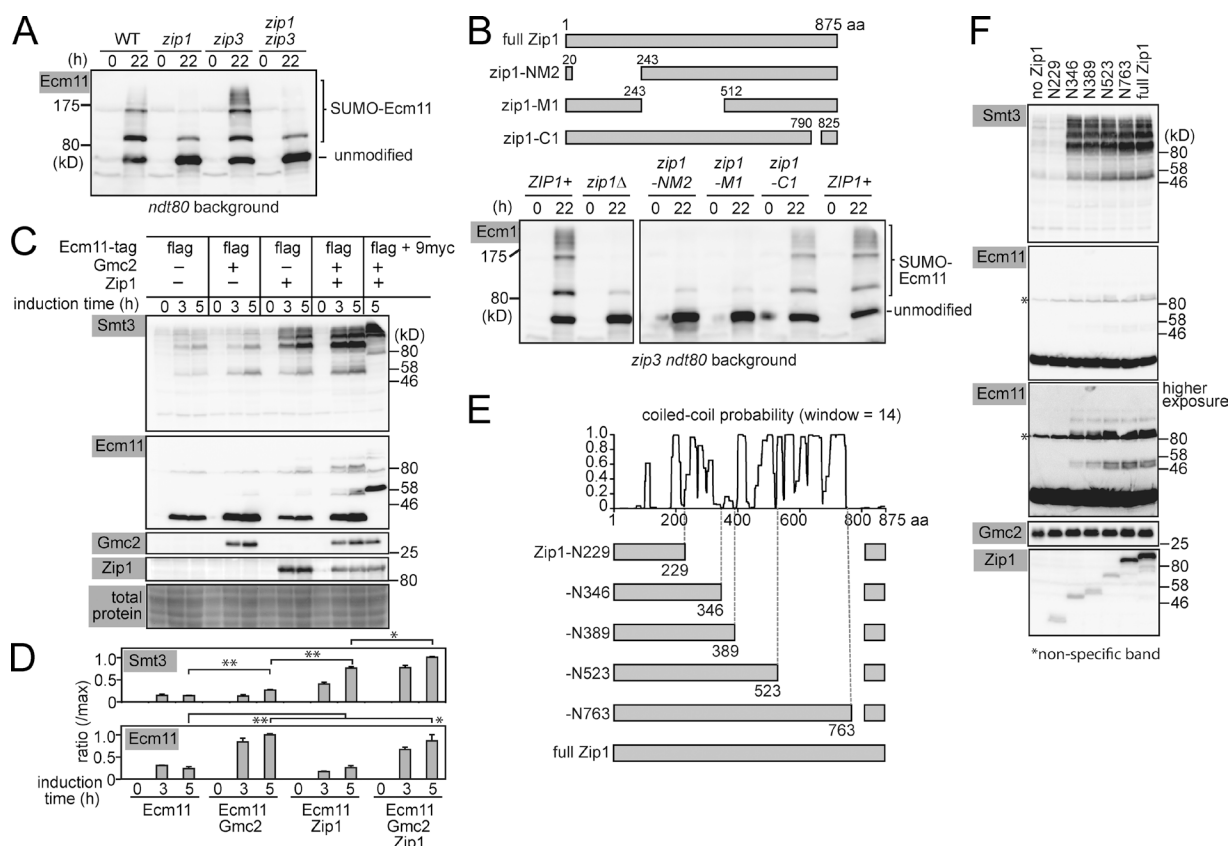 A
WT zip1 zip3 zip1 zip3
(h) 0 22 0 22 0 22 0 22
Ecm11
175
80
(kD)
SUMO-Ecm11
unmodified
ndt80 background
B
1 875 aa
full Zip1
20 243
zip1-NM2
243 512
zip1-M1
790 825
zip1-C1
ZIP1+ zip1Δ zip1-NM2 zip1-M1 zip1-C1 ZIP1+
(h) 0 22 0 22 0 22 0 22 0 22 0 22
Ecm1
175
80
(kD)
SUMO-
Ecm11
unmodified
zip3 ndt80 background
C
Ecm11-tag flag flag flag flag flag + 9myc
Gmc2 – + – + +
Zip1 – – + + +
induction time (h) 0 3 5 0 3 5 0 3 5 0 3 5 5
Smt3
(kD)
80
58
46
Ecm11
80
58
46
Gmc2
25
Zip1
80
total
protein
D
ratio (/max)
Smt3
1.0
0.5
0
** ** *
Ecm11
1.0
0.5
0
** *
induction
time (h)
0 3 5 0 3 5 0 3 5 0 3 5
Ecm11
Ecm11
Gmc2
Ecm11
Zip1
Ecm11
Gmc2
Zip1
E
coiled-coil probability (window = 14)
1.0
0.8
0.6
0.4
0.2
0
1 200 400 600 800 875 aa
Zip1-N229
229
-N346
346
-N389
389
-N523
523
-N763
763
full Zip1
F
no Zip1
N229
N346
N389
N523
N763
full Zip1
Smt3
(kD)
80
58
46
Ecm11
*
80
58
46
Ecm11
higher
exposure
*
80
58
46
Gmc2
25
Zip1
80
58
46
*non-specific band